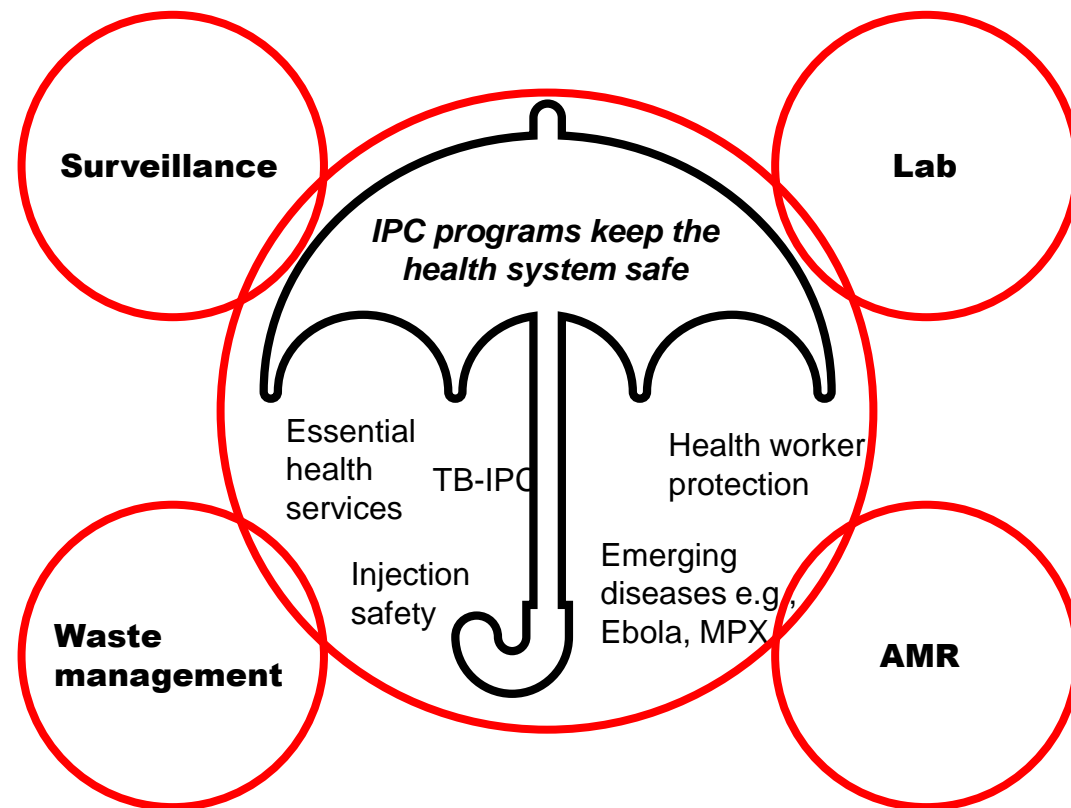 Surveillance
Lab
IPC programs keep the
health system safe
Essential
health
services
TB-IPC
Health worker
protection
Injection
safety
Emerging
diseases e.g.,
Ebola, MPX
Waste
management
AMR